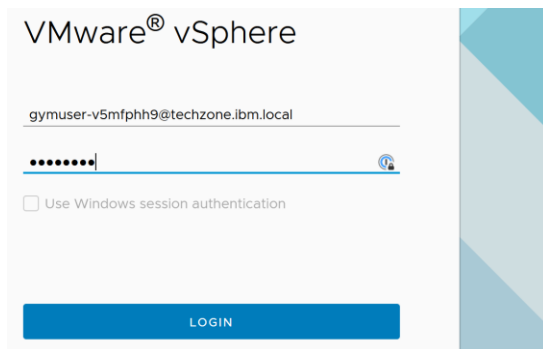 VMware® vSphere
gymuser-v5mfphh9@techzone.ibm.local
••••••••
Use Windows session authentication
LOGIN